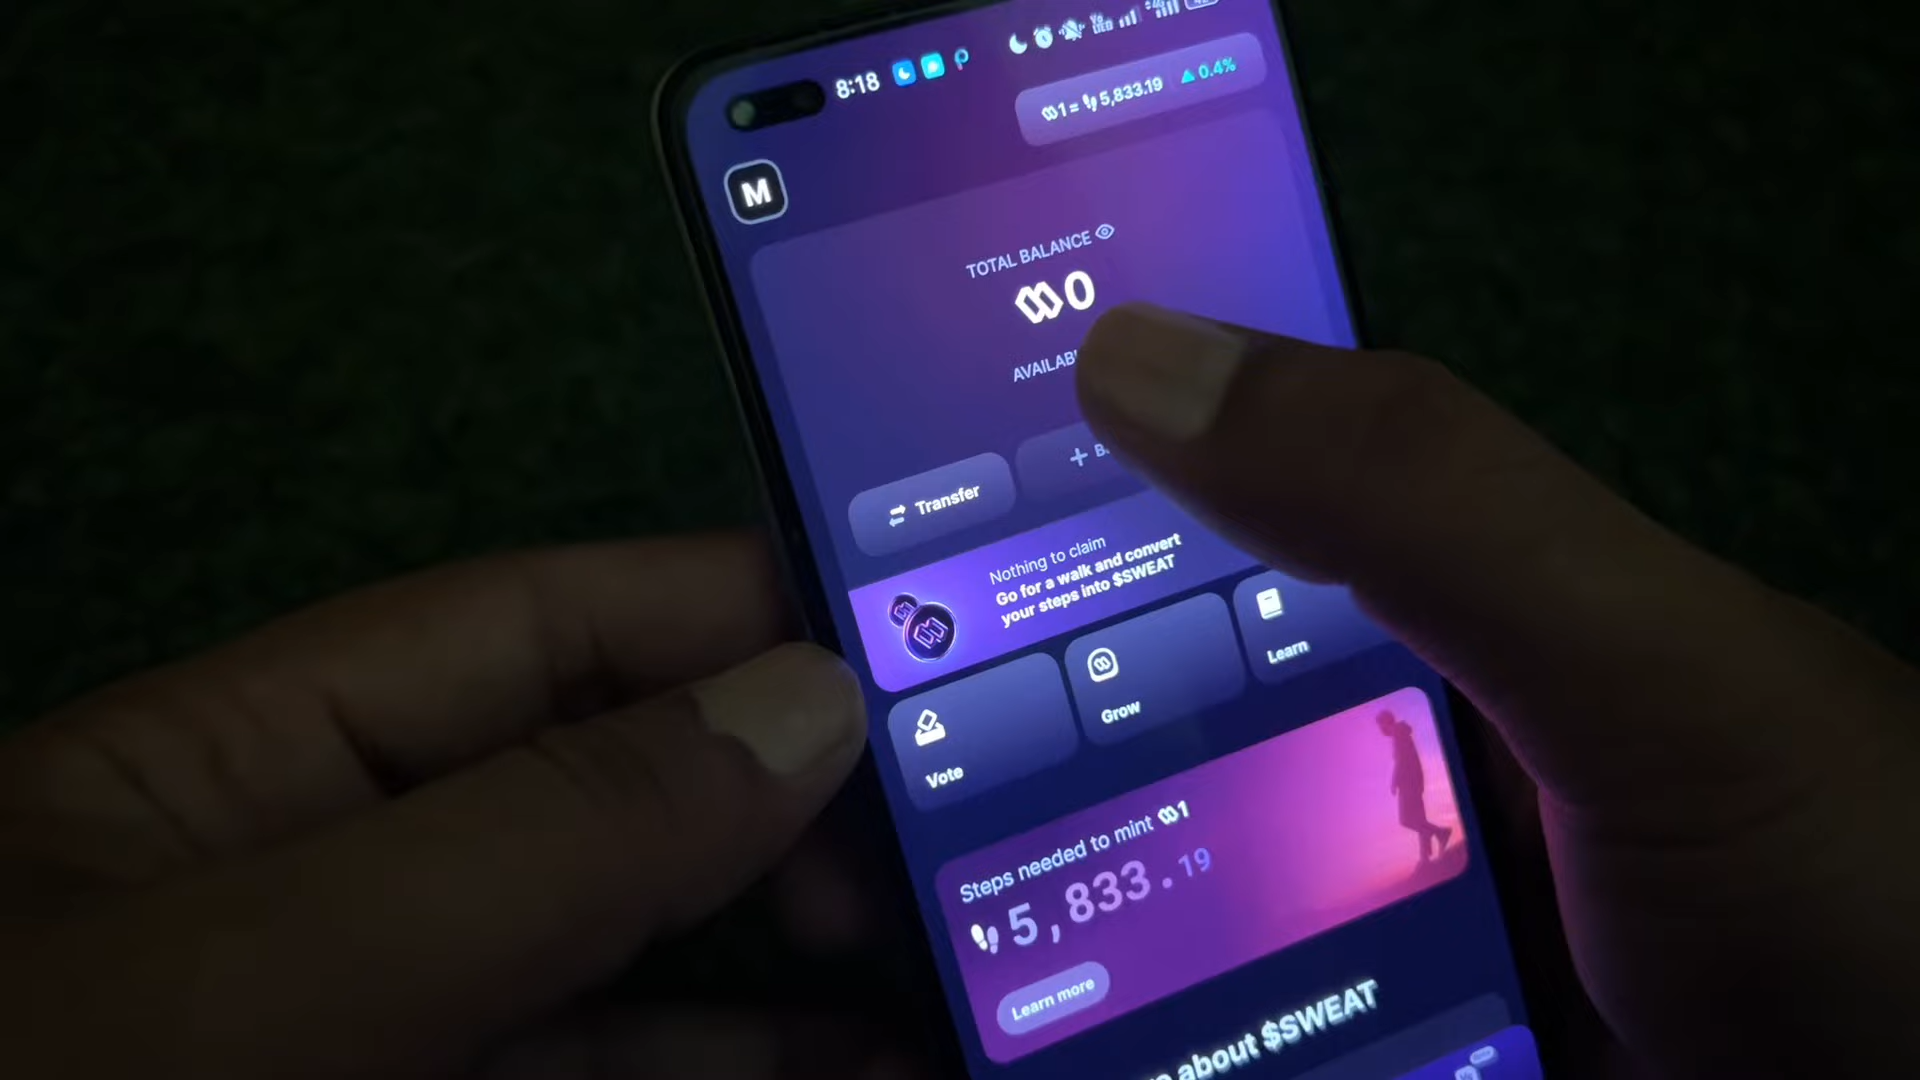 8:18
1 = 5,833.19 ▲ 0.4%
M
TOTAL BALANCE
0
Transfer
+
Nothing to claim
Go for a walk and convert
your steps into $SWEAT
Vote
Grow
Learn
Steps needed to mint 1
5,833.19
Learn more
about $SWEAT